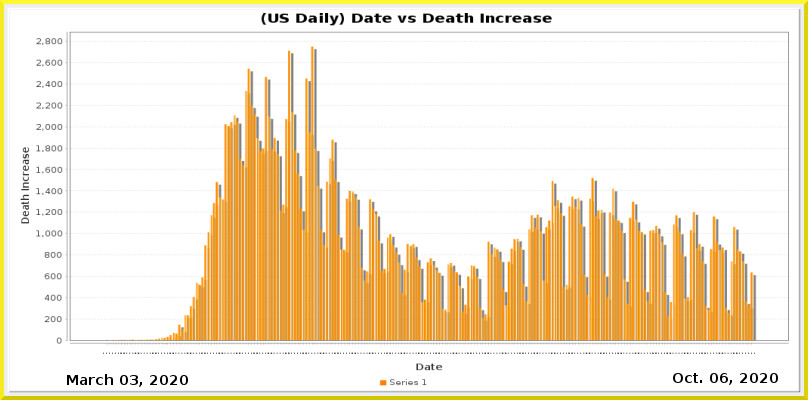 (US Daily) Date vs Death Increase
2,800
2,600
2,400
2,200
2,000
1,800
1,600
1,400
1,200
1,000
800
600
400
200
0
Death Increase
Date
March 03, 2020
Oct. 06, 2020
Series 1